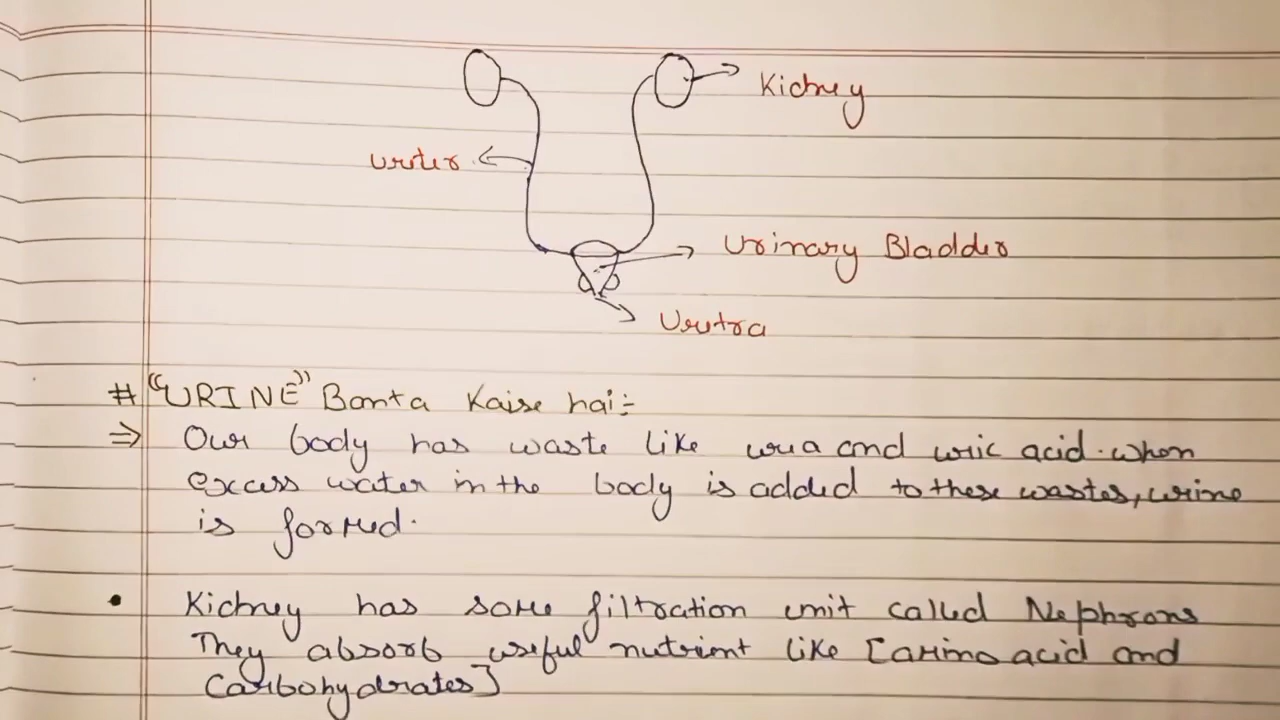 Kidney
ureter
Urinary Bladder
Uretra
# "URINE" Banta Kaise hai:-
⇒ Our body has waste like urea and uric acid. when
excess water in the body is added to these wastes, urine
is formed.
• Kidney has some filtration unit called Nephrons
They absorb useful nutrient like [amino acid and
Carbohydrates]